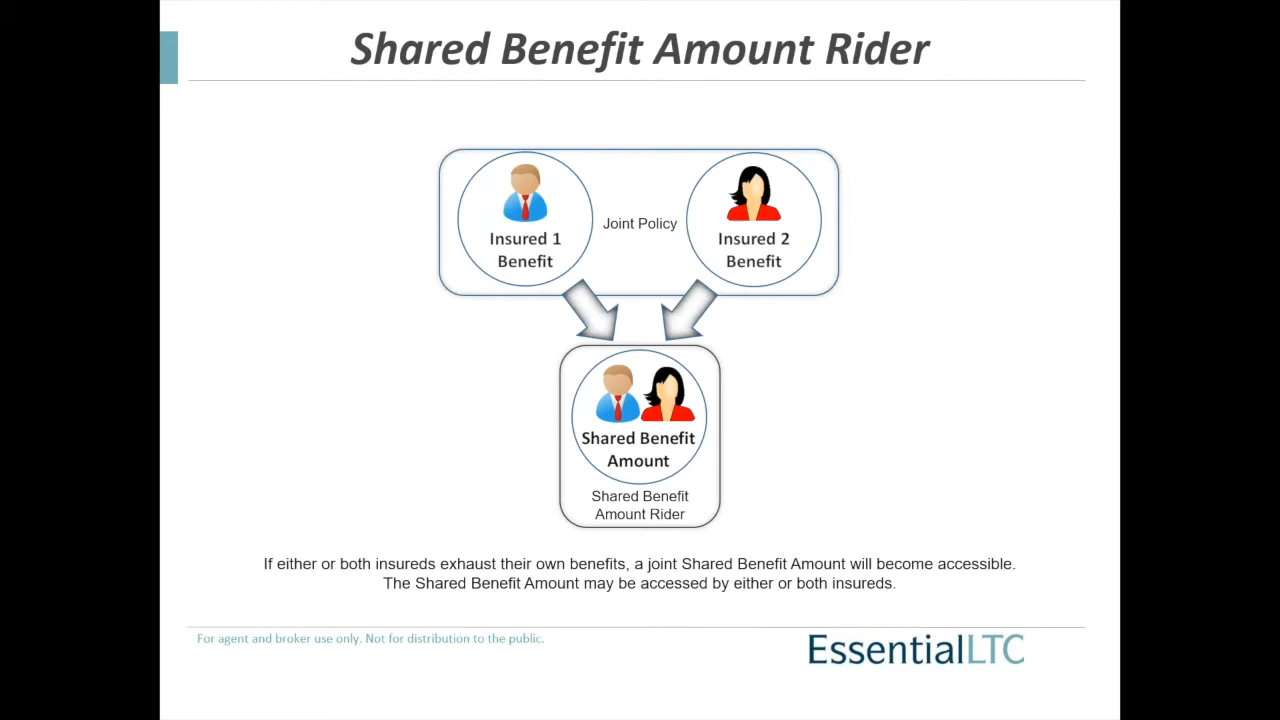 Shared Benefit Amount Rider
Insured 1
Benefit
Joint Policy
Insured 2
Benefit
Shared Benefit
Amount
Shared Benefit
Amount Rider
If either or both insureds exhaust their own benefits, a joint Shared Benefit Amount will become accessible.
The Shared Benefit Amount may be accessed by either or both insureds.
For agent and broker use only. Not for distribution to the public.
EssentialLTC